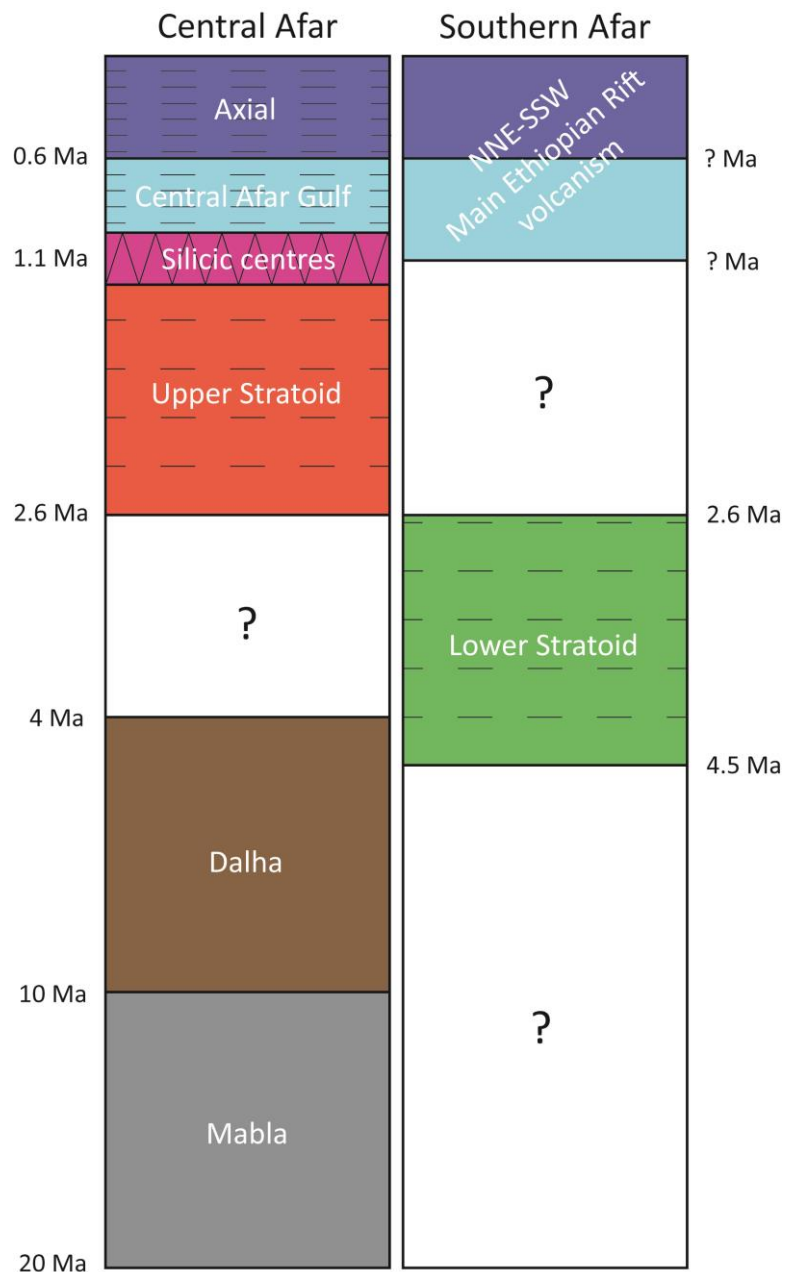 Central Afar
Southern Afar
Axial
NNE-SSW
Main Ethiopian Rift
volcanism
0.6 Ma
? Ma
Central Afar Gulf
1.1 Ma
Silicic centres
? Ma
Upper Stratoid
?
2.6 Ma
2.6 Ma
?
Lower Stratoid
4 Ma
4.5 Ma
Dalha
10 Ma
?
Mabla
20 Ma